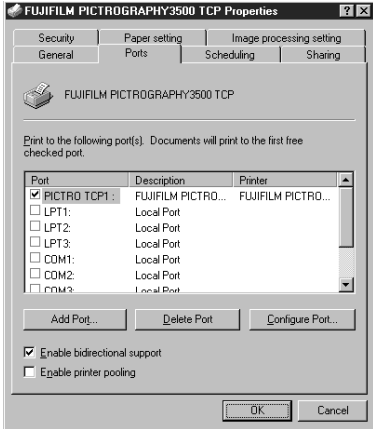 FUJIFILM PICTROGRAPHY3500 TCP Properties
Security Paper setting Image processing setting
General Ports Scheduling Sharing
FUJIFILM PICTROGRAPHY3500 TCP
Print to the following port(s). Documents will print to the first free
checked port.
Port Description Printer
PICTRO TCP1 : FUJIFILM PICTRO... FUJIFILM PICTRO...
LPT1: Local Port
LPT2: Local Port
LPT3: Local Port
COM1: Local Port
COM2: Local Port
COM3: Local Port
Add Port... Delete Port Configure Port...
Enable bidirectional support
Enable printer pooling
OK Cancel